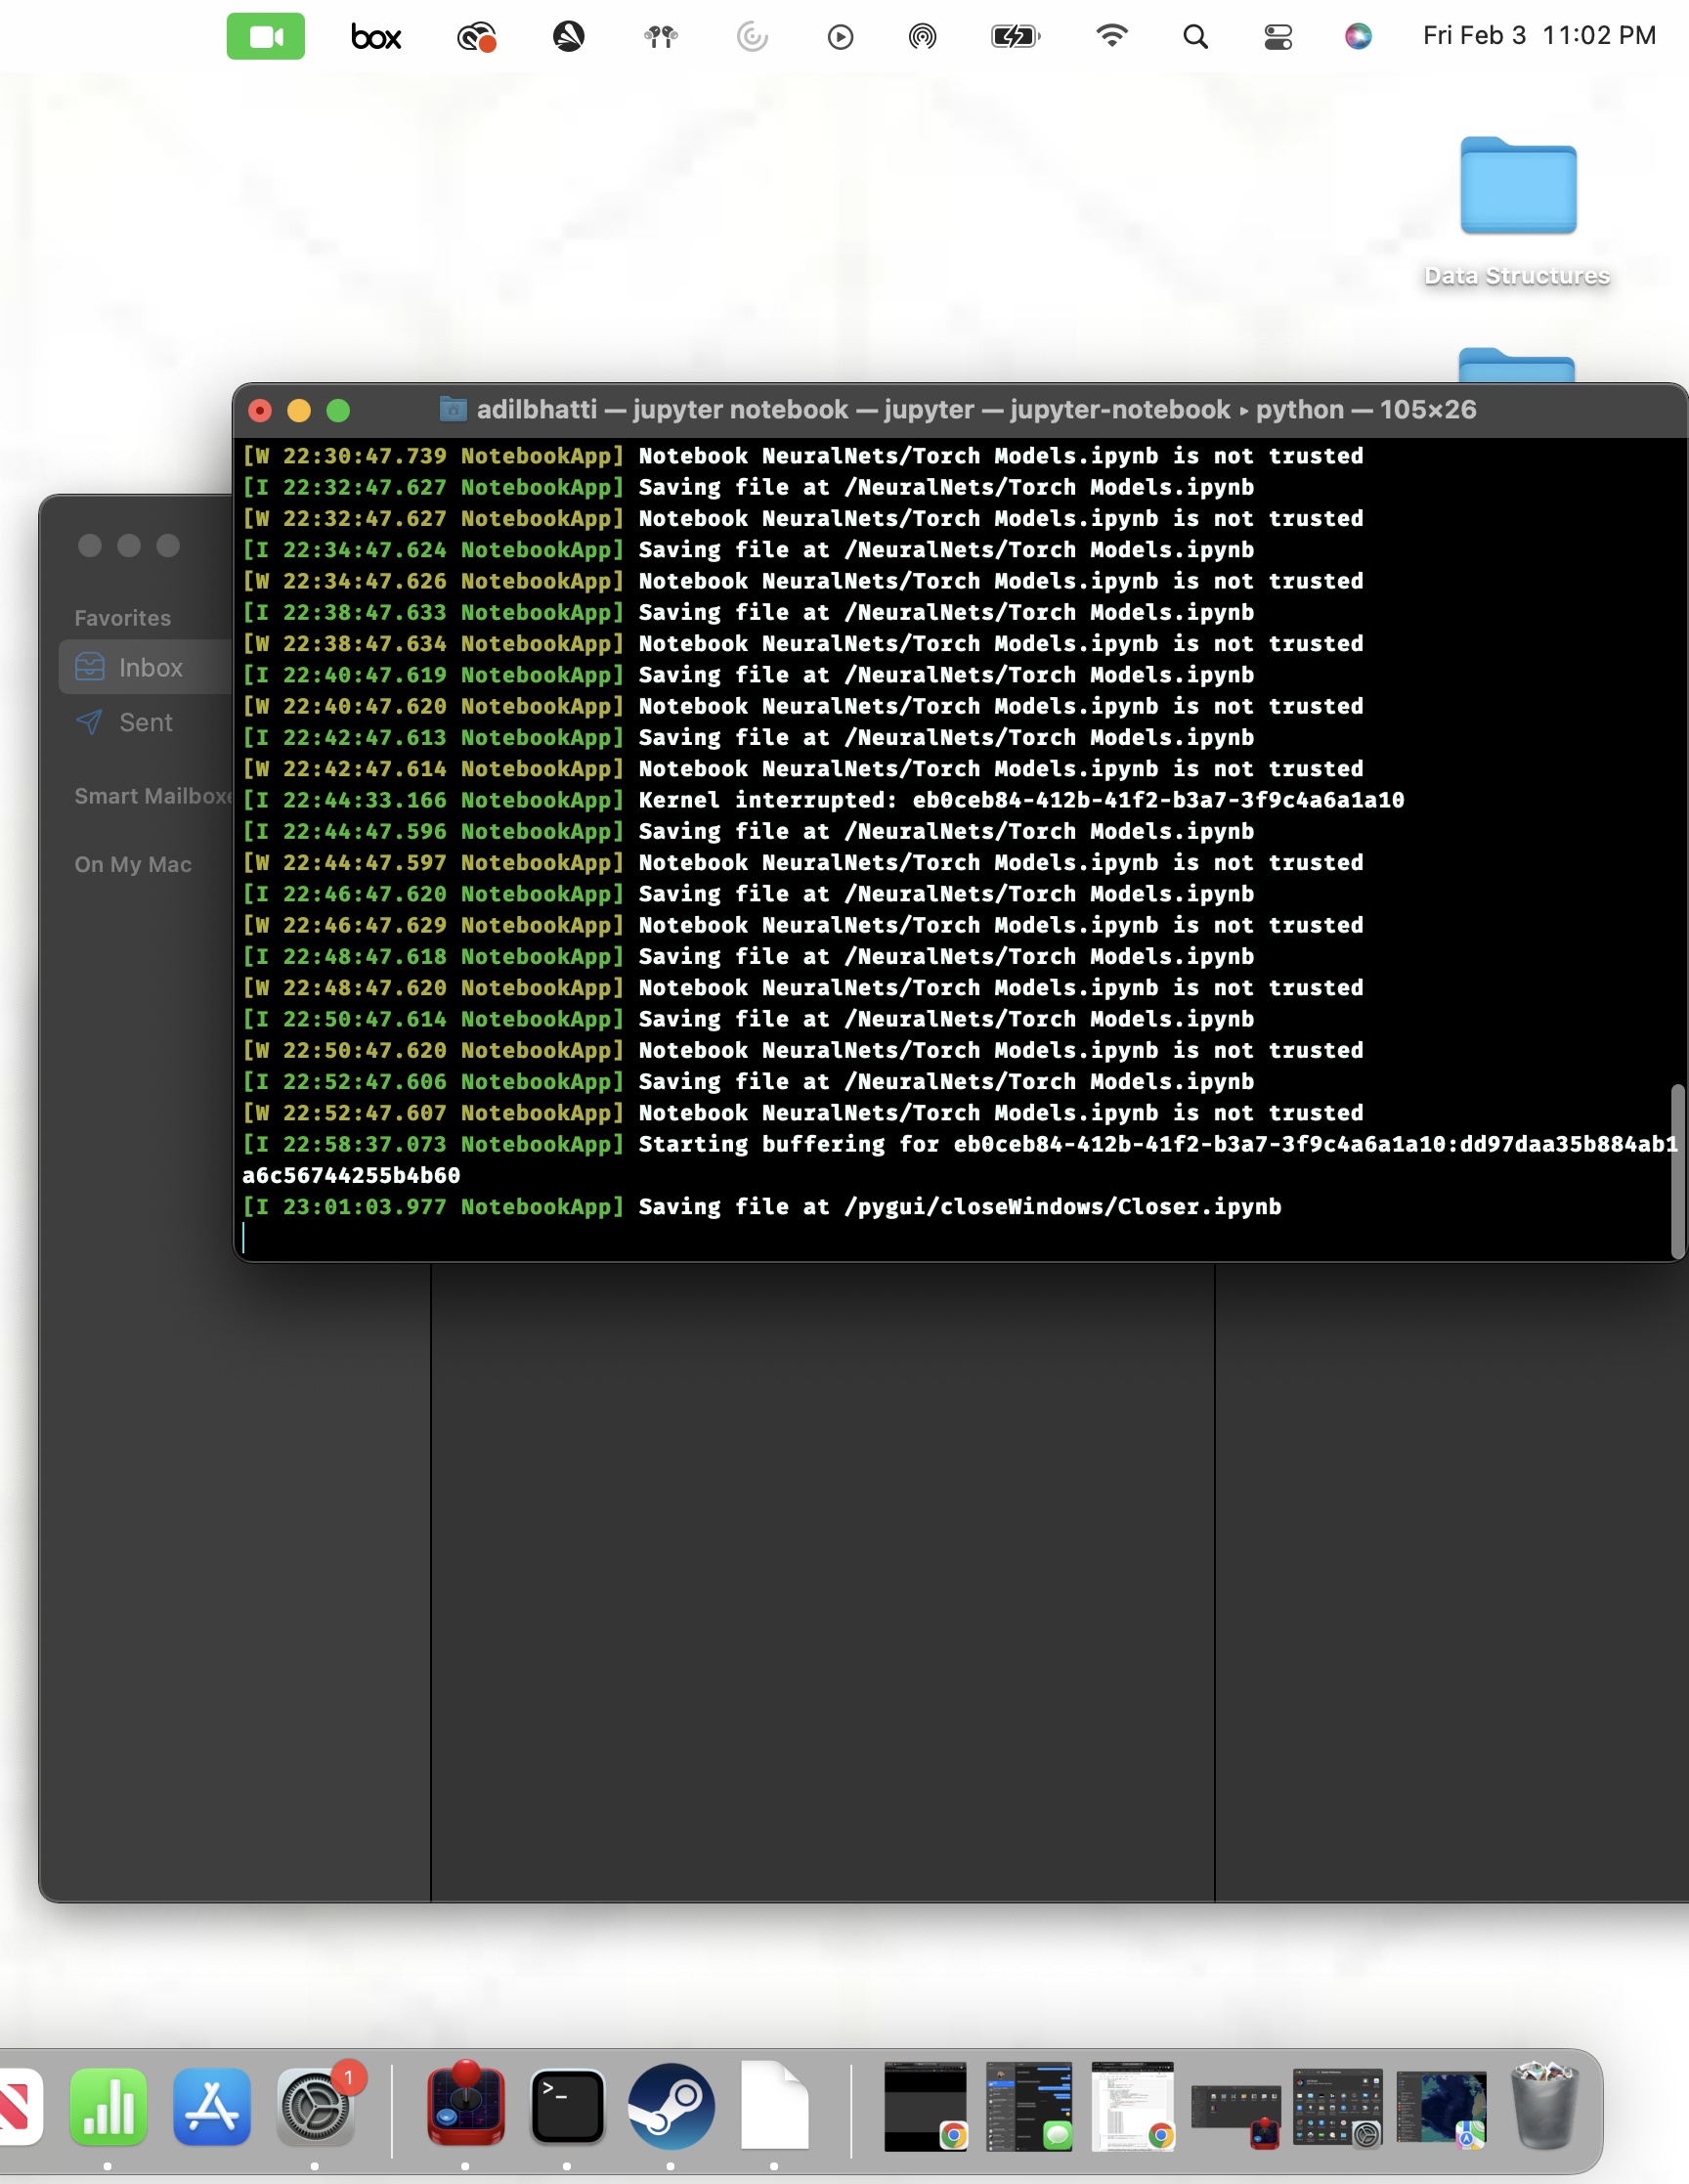 box
Fri Feb 3 11:02 PM
Data Structures
adilbhatti — jupyter notebook — jupyter — jupyter-notebook ▸ python — 105×26
[W 22:30:47.739 NotebookApp] Notebook NeuralNets/Torch Models.ipynb is not trusted
[I 22:32:47.627 NotebookApp] Saving file at /NeuralNets/Torch Models.ipynb
[W 22:32:47.627 NotebookApp] Notebook NeuralNets/Torch Models.ipynb is not trusted
[I 22:34:47.624 NotebookApp] Saving file at /NeuralNets/Torch Models.ipynb
[W 22:34:47.626 NotebookApp] Notebook NeuralNets/Torch Models.ipynb is not trusted
[I 22:38:47.633 NotebookApp] Saving file at /NeuralNets/Torch Models.ipynb
[W 22:38:47.634 NotebookApp] Notebook NeuralNets/Torch Models.ipynb is not trusted
[I 22:40:47.619 NotebookApp] Saving file at /NeuralNets/Torch Models.ipynb
[W 22:40:47.620 NotebookApp] Notebook NeuralNets/Torch Models.ipynb is not trusted
[I 22:42:47.613 NotebookApp] Saving file at /NeuralNets/Torch Models.ipynb
[W 22:42:47.614 NotebookApp] Notebook NeuralNets/Torch Models.ipynb is not trusted
[I 22:44:33.166 NotebookApp] Kernel interrupted: eb0ceb84-412b-41f2-b3a7-3f9c4a6a1a10
[I 22:44:47.596 NotebookApp] Saving file at /NeuralNets/Torch Models.ipynb
[W 22:44:47.597 NotebookApp] Notebook NeuralNets/Torch Models.ipynb is not trusted
[I 22:46:47.620 NotebookApp] Saving file at /NeuralNets/Torch Models.ipynb
[W 22:46:47.629 NotebookApp] Notebook NeuralNets/Torch Models.ipynb is not trusted
[I 22:48:47.618 NotebookApp] Saving file at /NeuralNets/Torch Models.ipynb
[W 22:48:47.620 NotebookApp] Notebook NeuralNets/Torch Models.ipynb is not trusted
[I 22:50:47.614 NotebookApp] Saving file at /NeuralNets/Torch Models.ipynb
[W 22:50:47.620 NotebookApp] Notebook NeuralNets/Torch Models.ipynb is not trusted
[I 22:52:47.606 NotebookApp] Saving file at /NeuralNets/Torch Models.ipynb
[W 22:52:47.607 NotebookApp] Notebook NeuralNets/Torch Models.ipynb is not trusted
[I 22:58:37.073 NotebookApp] Starting buffering for eb0ceb84-412b-41f2-b3a7-3f9c4a6a1a10:dd97daa35b884ab1
a6c56744255b4b60
[I 23:01:03.977 NotebookApp] Saving file at /pygui/closeWindows/Closer.ipynb
Favorites
Inbox
Sent
Smart Mailboxe
On My Mac
1
>_